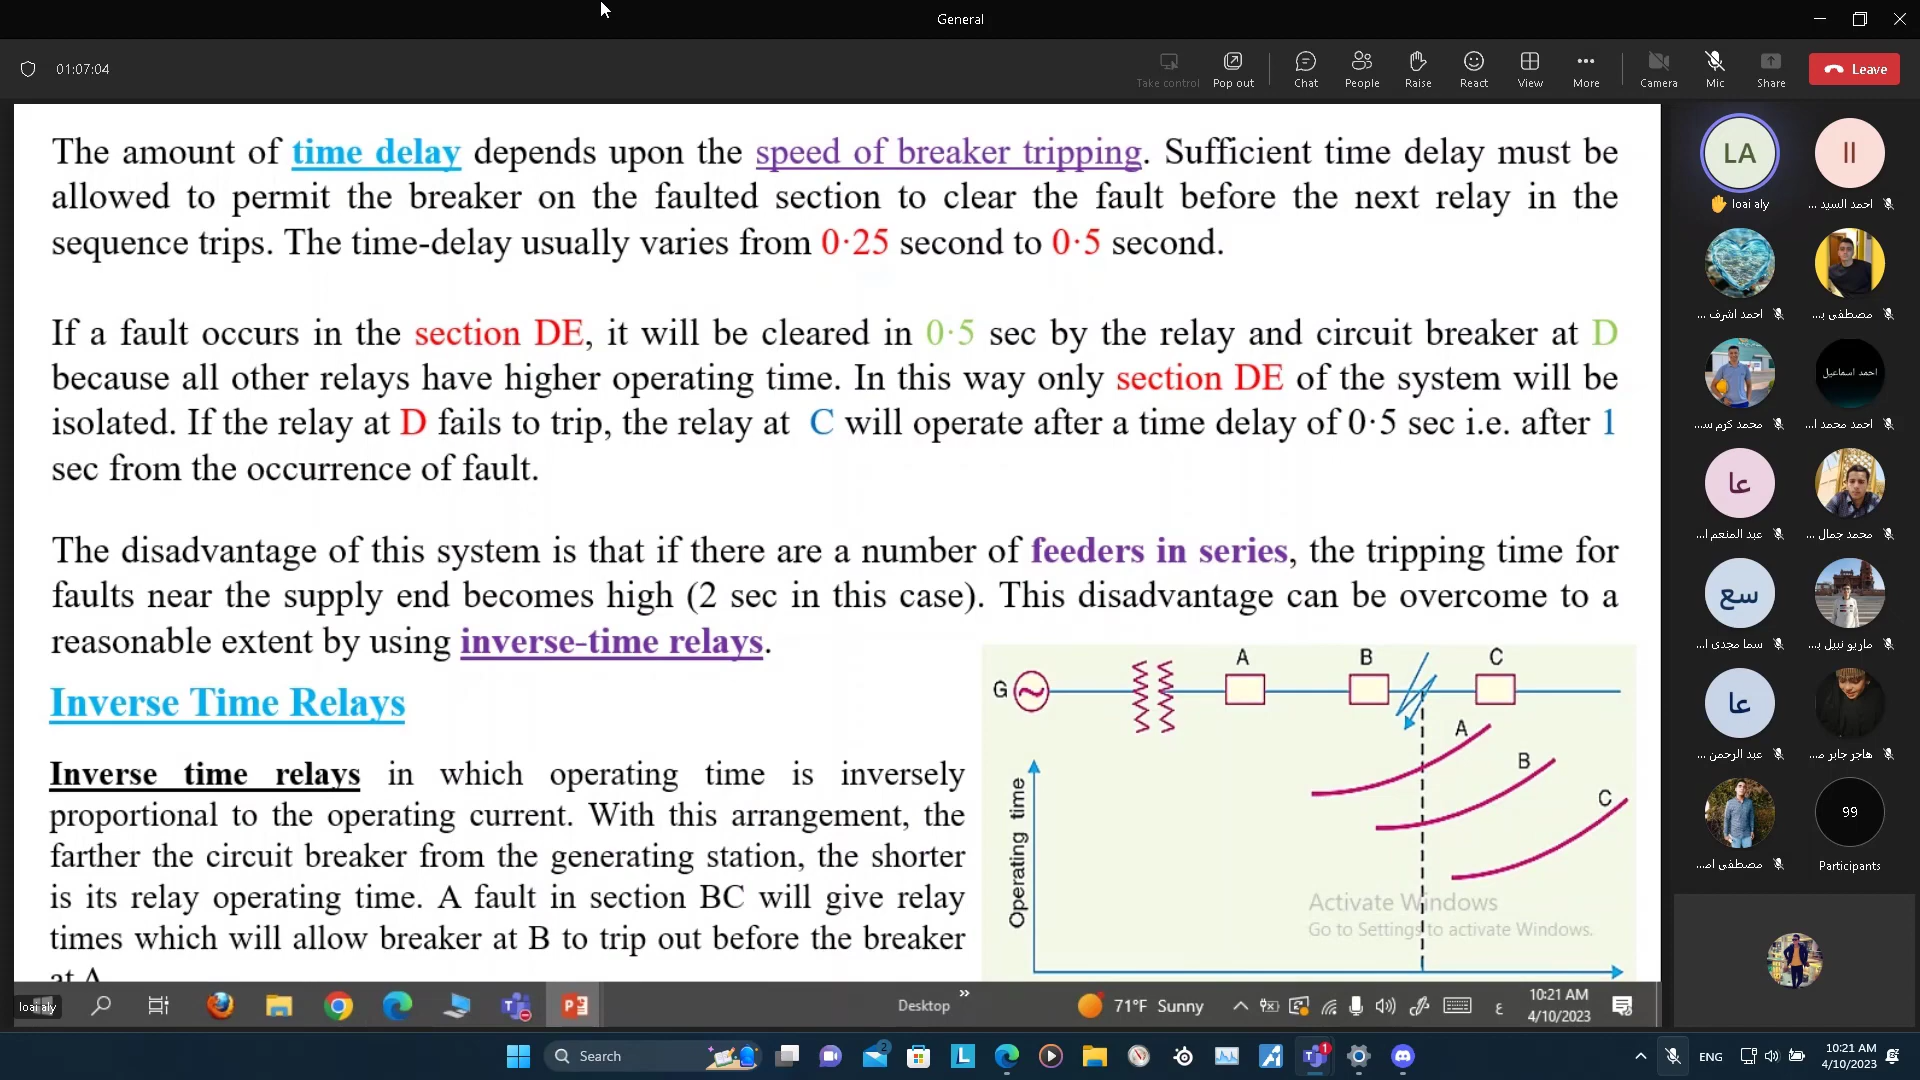 General
01:07:04
Take control
Pop out
Chat
People
Raise
React
View
More
Camera
Mic
Share
Leave
The amount of time delay depends upon the speed of breaker tripping. Sufficient time delay must be
allowed to permit the breaker on the faulted section to clear the fault before the next relay in the
sequence trips. The time-delay usually varies from 0·25 second to 0·5 second.
If a fault occurs in the section DE, it will be cleared in 0·5 sec by the relay and circuit breaker at D
because all other relays have higher operating time. In this way only section DE of the system will be
isolated. If the relay at D fails to trip, the relay at C will operate after a time delay of 0·5 sec i.e. after 1
sec from the occurrence of fault.
The disadvantage of this system is that if there are a number of feeders in series, the tripping time for
faults near the supply end becomes high (2 sec in this case). This disadvantage can be overcome to a
reasonable extent by using inverse-time relays.
Inverse Time Relays
Inverse time relays in which operating time is inversely
proportional to the operating current. With this arrangement, the
farther the circuit breaker from the generating station, the shorter
is its relay operating time. A fault in section BC will give relay
times which will allow breaker at B to trip out before the breaker
at A
G
A
B
C
A
B
C
Operating time
Activate Windows
Go to Settings to activate Windows.
LA
loai aly
II
احمد السيد ...
احمد اشرف ...
مصطفى ب...
محمد كرم س...
احمد اسماعيل
احمد محمد ا...
عا
عبد المنعم ا...
محمد جمال ...
سع
سما مجدى ا...
ماريو نبيل ب...
عا
عبد الرحمن ...
هاجر جابر م...
مصطفى ام...
99
Participants
loai aly
Desktop
71°F Sunny
ع
10:21 AM
4/10/2023
Search
2
L
1
ENG
10:21 AM
4/10/2023